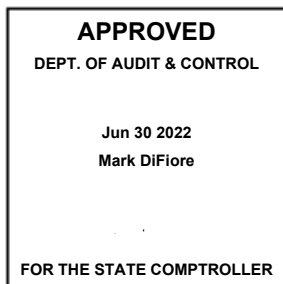 APPROVED
DEPT. OF AUDIT & CONTROL
Jun 30 2022
Mark DiFiore
FOR THE STATE COMPTROLLER